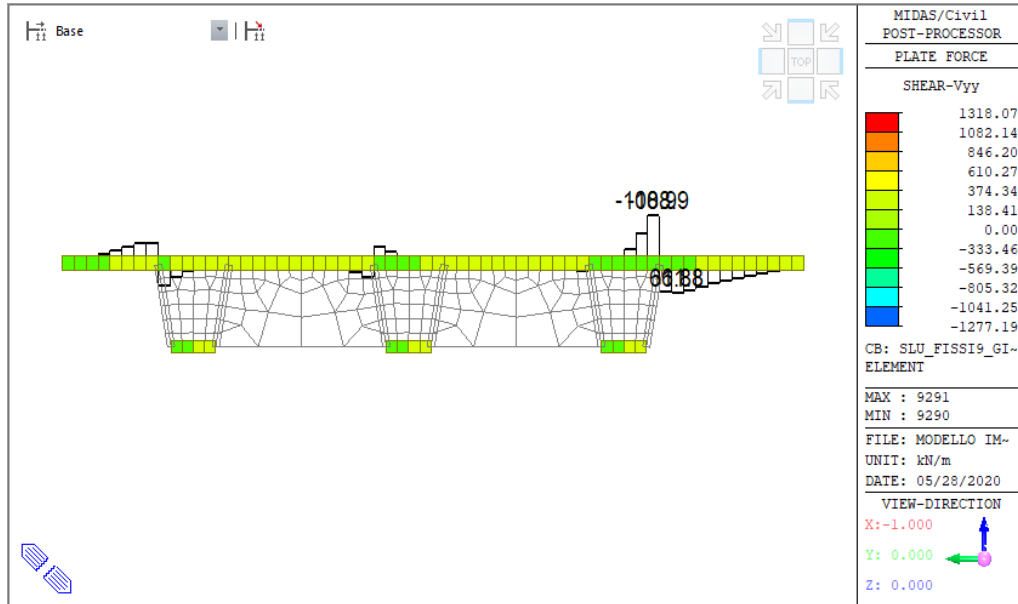 Base
TOP
MIDAS/Civil
POST-PROCESSOR
PLATE FORCE
SHEAR-Vyy
1318.07
1082.14
846.20
610.27
374.34
138.41
0.00
-333.46
-569.39
-805.32
-1041.25
-1277.19
CB: SLU_FISSI9_GI~
ELEMENT
MAX : 9291
MIN : 9290
FILE: MODELLO IM~
UNIT: kN/m
DATE: 05/28/2020
VIEW-DIRECTION
X:-1.000
Y: 0.000
Z: 0.000